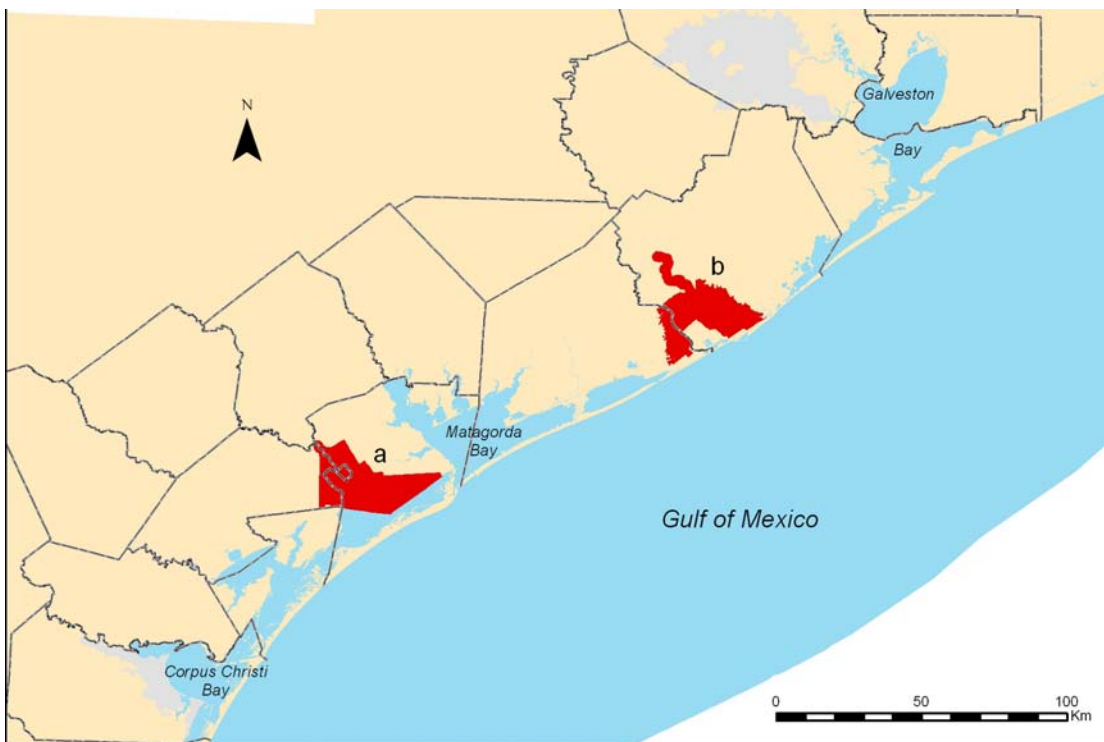 Galveston
Bay
N
b
Matagorda
Bay
a
Gulf of Mexico
Corpus Christi
Bay
0 50 100
Km